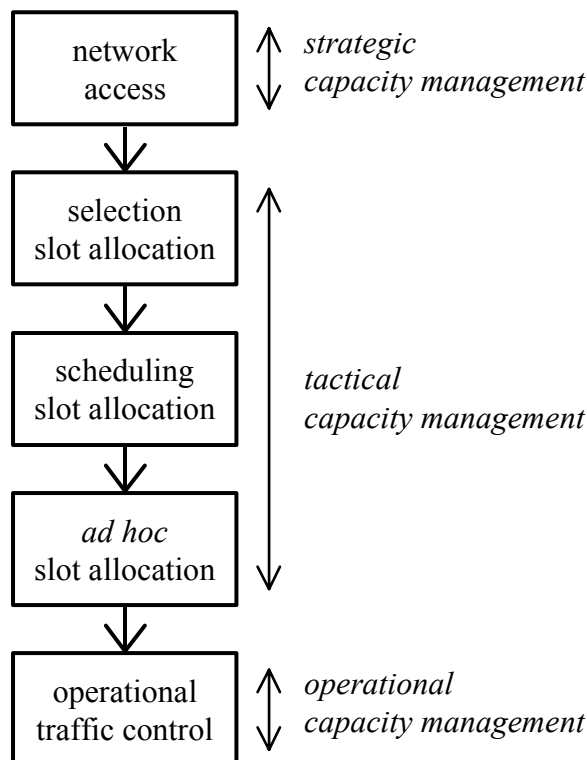 network
access
strategic
capacity management
selection
slot allocation
scheduling
slot allocation
tactical
capacity management
ad hoc
slot allocation
operational
traffic control
operational
capacity management